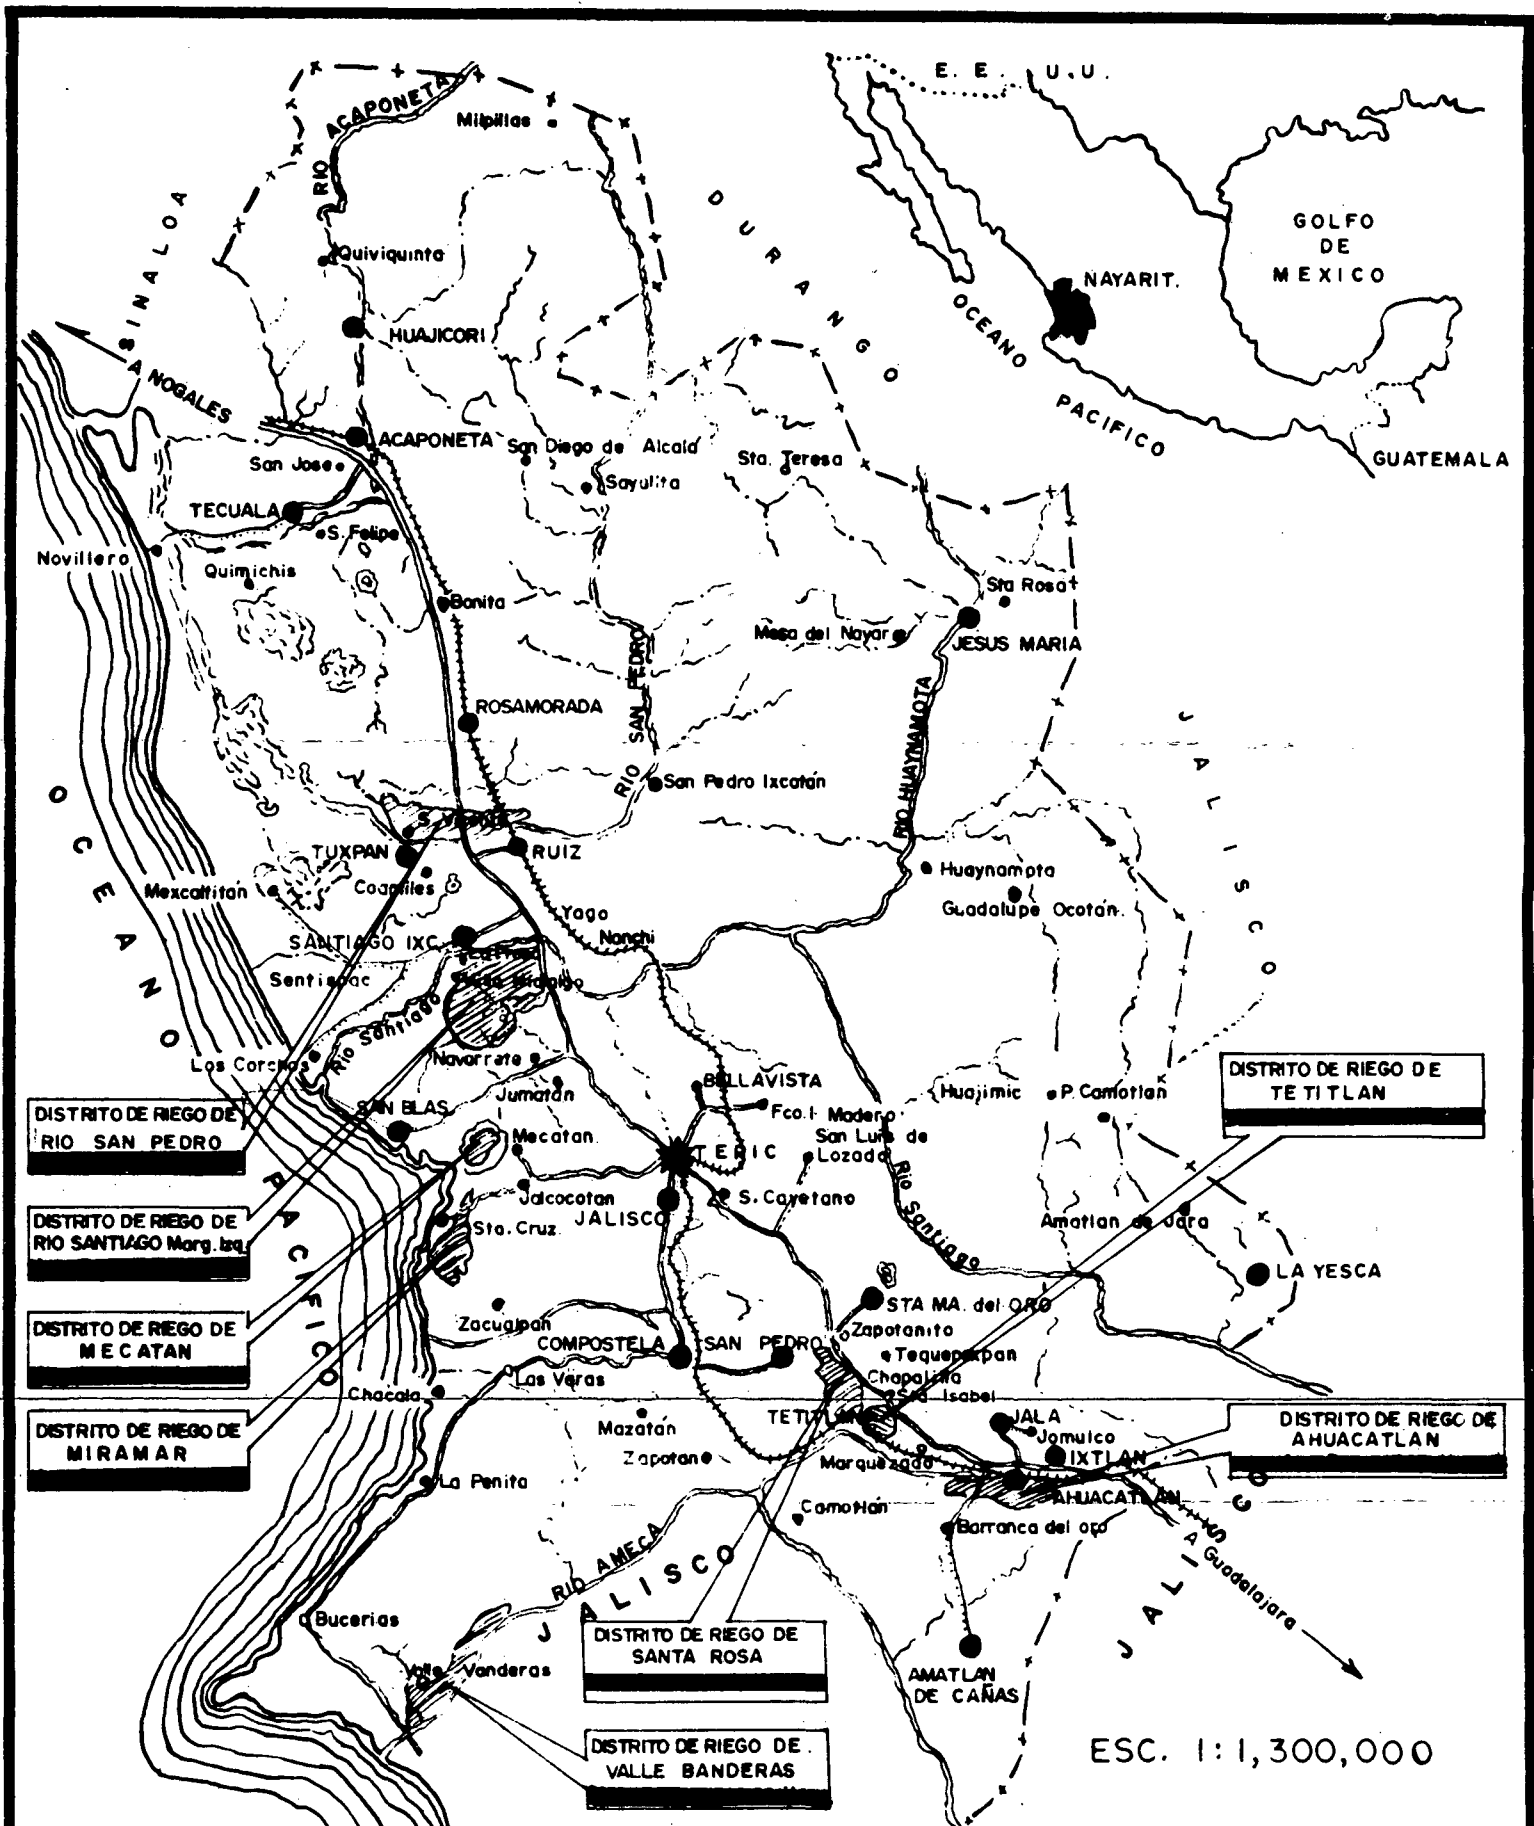 E. E. U.U.
GOLFO
DE
MEXICO
NAYARIT.
OCEANO PACIFICO
GUATEMALA
RIO ACAPONETA
Milpillas
SINALOA
DURANGO
Quiviquinta
HUAJICORI
A NOGALES
ACAPONETA
San Diego de Alcalá
San Jose
Sta. Teresa
Sayulita
TECUALA
S. Felipe
Novillero
Quimichis
Bonita
Sta Rosa
Mesa del Nayar
JESUS MARIA
ROSAMORADA
RIO SAN PEDRO
RIO HUAYNAMOTA
JALISCO
San Pedro Ixcatán
TUXPAN
RUIZ
Coapiles
Mexcaltitán
Huaynamota
Guadalupe Ocotán.
Yago
Nanchi
SANTIAGO IXC.
Sentispac
OCEANO PACIFICO
Rio Santiago
Los Corchos
Navarrete
Jumatán
BELLAVISTA
Fco. I Madero
Huajimic
P. Camotlan
DISTRITO DE RIEGO DE
TETITLAN
DISTRITO DE RIEGO DE
RIO SAN PEDRO
SAN BLAS
Mecatan
TEPIC
San Luis de
Lozada
S. Cayetano
Jalcocotan
JALISCO
Sta. Cruz
Rio Santiago
Amatlan de Jara
LA YESCA
DISTRITO DE RIEGO DE
RIO SANTIAGO Marg. Izq
STA MA. del ORO
Zapotanito
Zacualpan
COMPOSTELA
SAN PEDRO
Tequepexpan
Chapalilla
Sta Isabel
DISTRITO DE RIEGO DE
MECATAN
Las Varas
Chacala
Mazatán
TETITLAN
JALA
Jomulco
IXTLAN
DISTRITO DE RIEGO DE
AHUACATLAN
DISTRITO DE RIEGO DE
MIRAMAR
Zapotan
Marquezado
La Penita
AHUACATLAN
Camotlán
Barranca del oro
RIO AMECA
JALISCO
JALISCO
A Guadalajara
Bucerias
DISTRITO DE RIEGO DE
SANTA ROSA
Valle Vanderas
AMATLAN
DE CAÑAS
DISTRITO DE RIEGO DE.
VALLE BANDERAS
ESC. 1:1,300,000